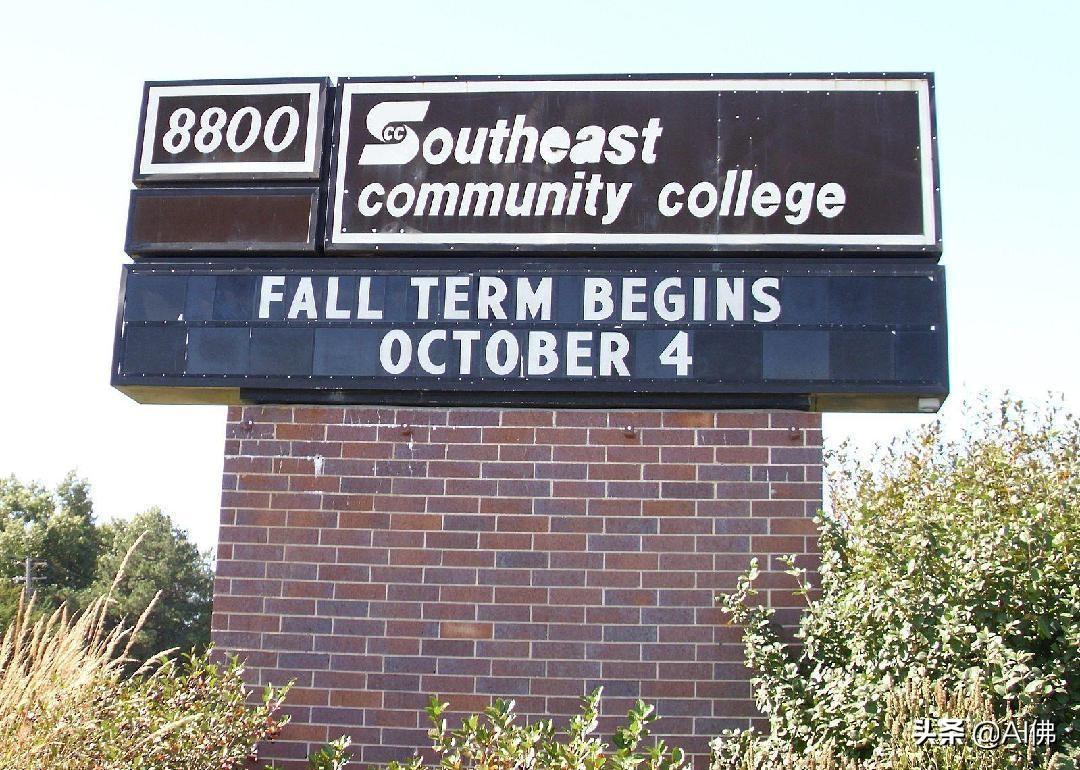 8800
SCC Southeast
community college
FALL TERM BEGINS
OCTOBER 4
头条 @AI佛